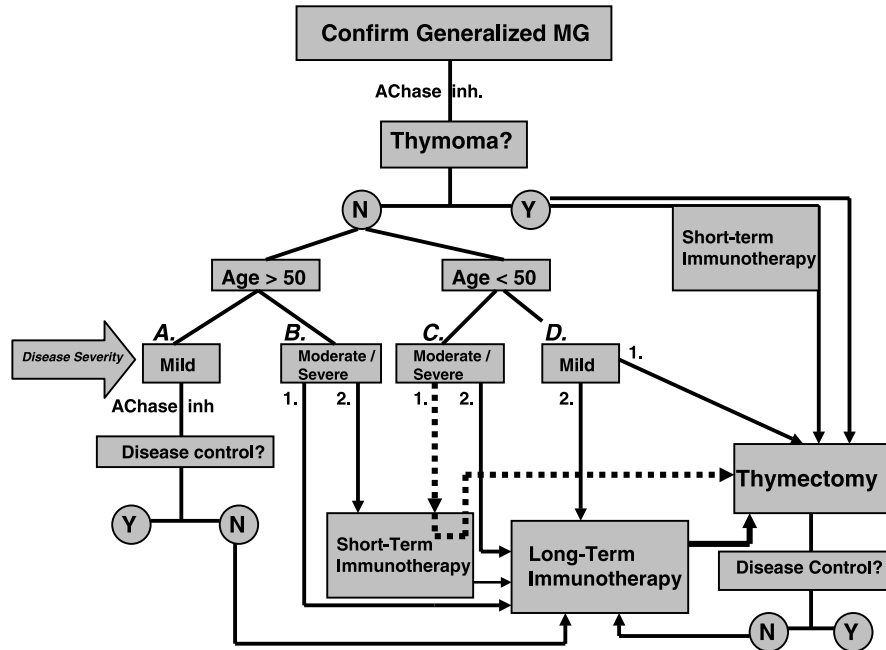 Confirm Generalized MG
AChase inh.
Thymoma?
N
Y
Short-term
Immunotherapy
Age > 50
Age < 50
A.
B.
C.
D.
Disease Severity
Mild
Moderate /
Severe
Moderate /
Severe
Mild
1.
AChase inh
1.
2.
1.
2.
2.
Disease control?
Thymectomy
Y
N
Short-Term
Immunotherapy
Long-Term
Immunotherapy
Disease Control?
N
Y